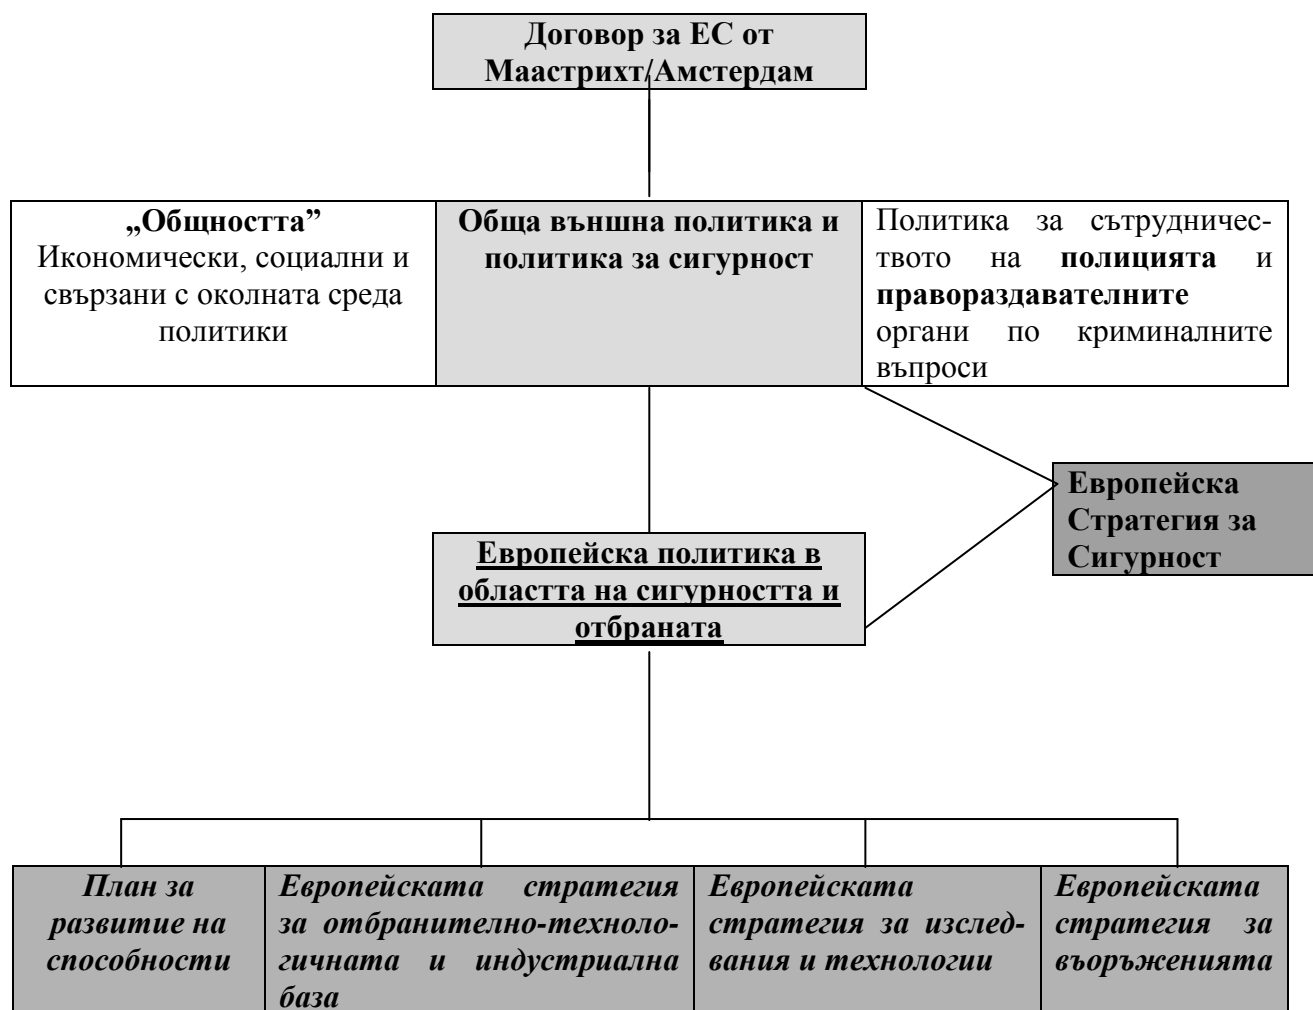 Договор за ЕС от
Маастрихт/Амстердам
„Общността”
Икономически, социални и
свързани с околната среда
политики
Обща външна политика и
политика за сигурност
Политика за сътрудничес-
твото на полицията и
правораздавателните
органи по криминалните
въпроси
Европейска
Стратегия за
Сигурност
Европейска политика в
областта на сигурността и
отбраната
План за
развитие на
способности
Европейската стратегия
за отбранително-техноло-
гичната и индустриална
база
Европейската
стратегия за изслед-
вания и технологии
Европейската
стратегия за
въоръженията